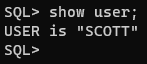 SQL> show user;
USER is "SCOTT"
SQL>